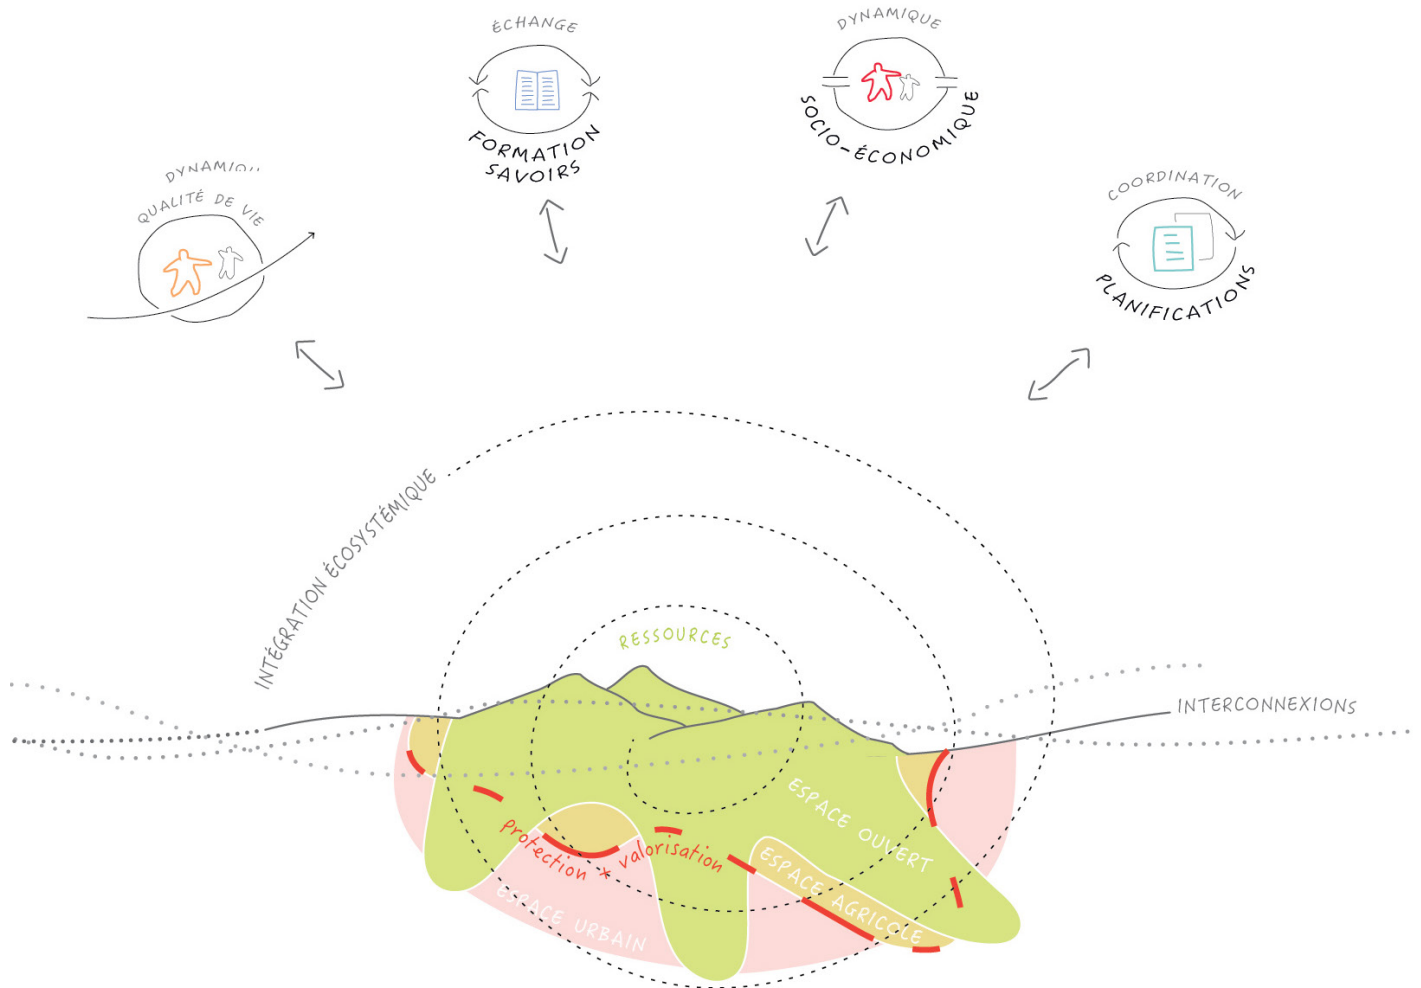 ÉCHANGE
FORMATION
SAVOIRS
DYNAMIQUE
SOCIO-ÉCONOMIQUE
QUALITÉ DE VIE
COORDINATION
PLANIFICATIONS
INTÉGRATION ÉCOSYSTÉMIQUE
RESSOURCES
INTERCONNEXIONS
ESPACE OUVERT
protection x valorisation
ESPACE AGRICOLE
ESPACE URBAIN